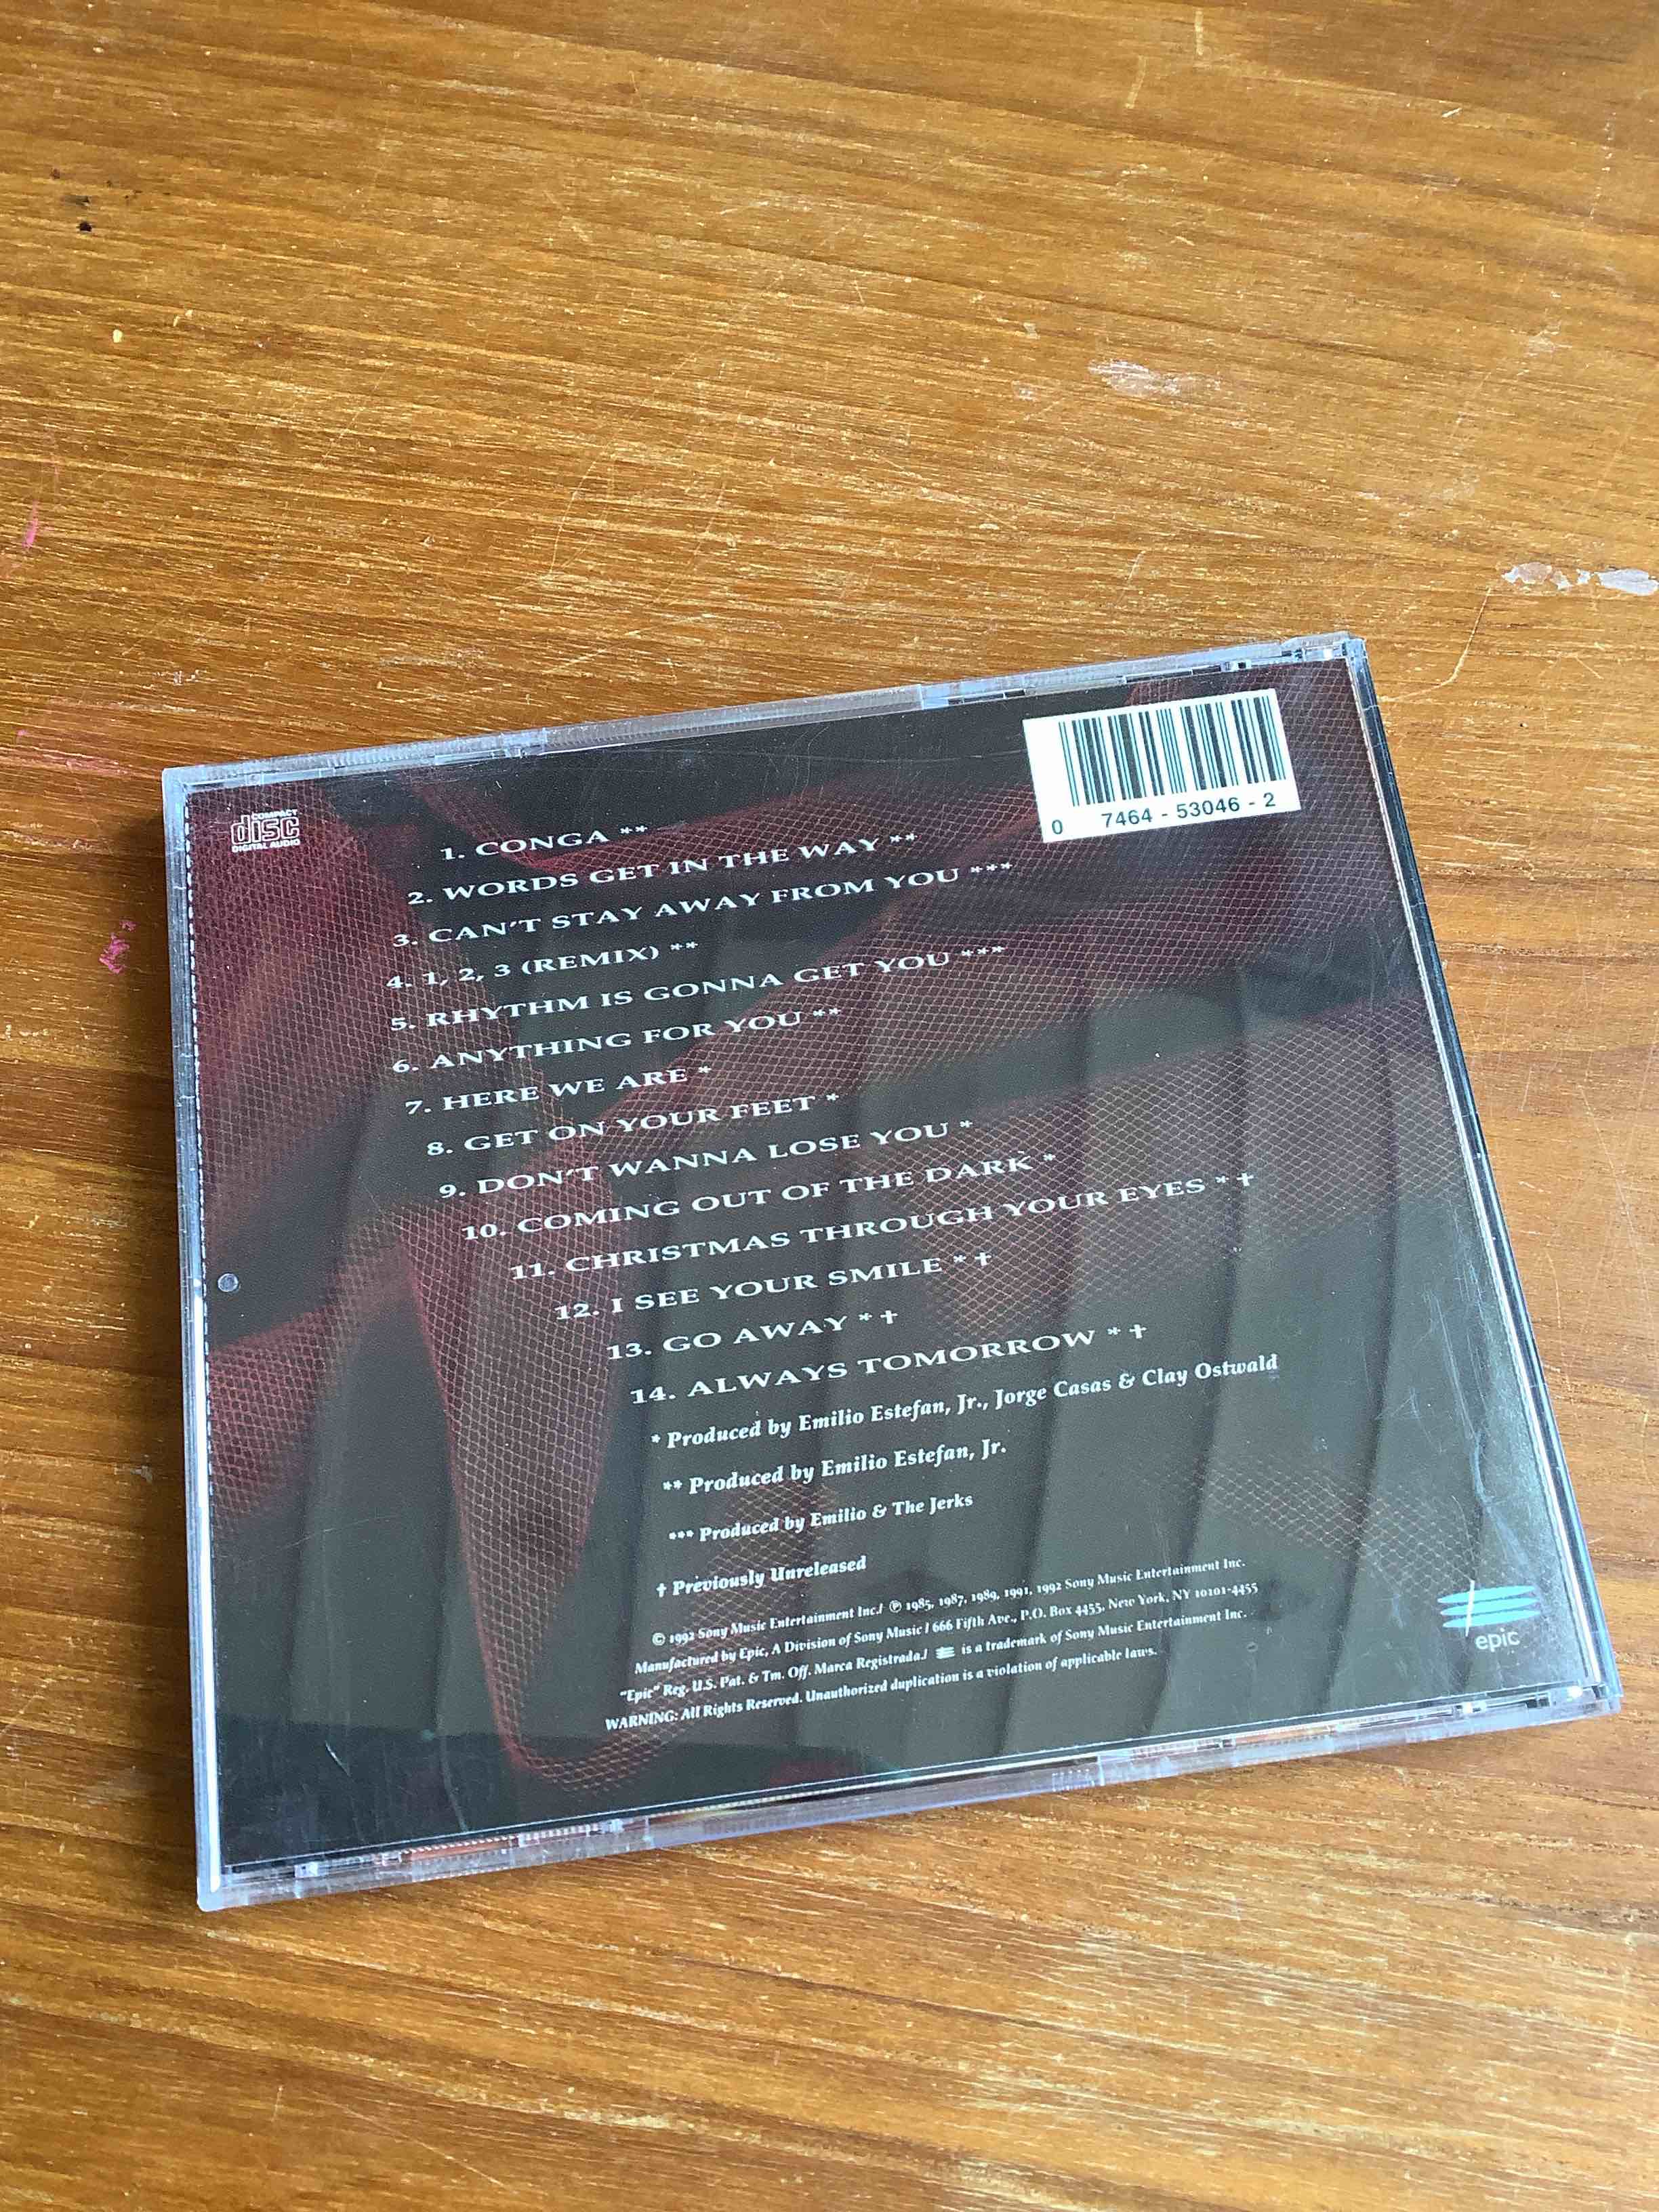 COMPACT
disc
DIGITAL AUDIO
0 7464 - 53046 - 2
1. CONGA **
2. WORDS GET IN THE WAY **
3. CAN'T STAY AWAY FROM YOU ***
4. 1, 2, 3 (REMIX) **
5. RHYTHM IS GONNA GET YOU ***
6. ANYTHING FOR YOU **
7. HERE WE ARE *
8. GET ON YOUR FEET *
9. DON'T WANNA LOSE YOU *
10. COMING OUT OF THE DARK *
11. CHRISTMAS THROUGH YOUR EYES * †
12. I SEE YOUR SMILE * †
13. GO AWAY * †
14. ALWAYS TOMORROW * †
* Produced by Emilio Estefan, Jr., Jorge Casas & Clay Ostwald
** Produced by Emilio Estefan, Jr.
*** Produced by Emilio & The Jerks
† Previously Unreleased
© 1992 Sony Music Entertainment Inc./ ℗ 1985, 1987, 1989, 1991, 1992 Sony Music Entertainment Inc.
Manufactured by Epic, A Division of Sony Music / 666 Fifth Ave., P.O. Box 4455, New York, NY 10101-4455
"Epic" Reg. U.S. Pat. & Tm. Off. Marca Registrada./ is a trademark of Sony Music Entertainment Inc.
WARNING: All Rights Reserved. Unauthorized duplication is a violation of applicable laws.
epic